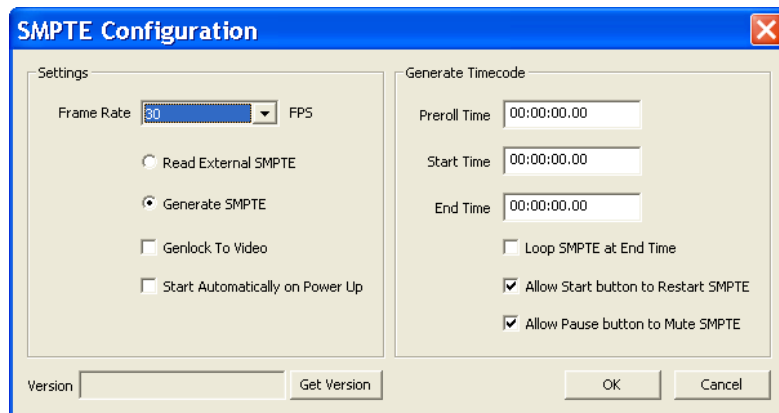 SMPTE Configuration
Settings
Frame Rate 30 FPS
Read External SMPTE
Generate SMPTE
Genlock To Video
Start Automatically on Power Up
Generate Timecode
Preroll Time 00:00:00.00
Start Time 00:00:00.00
End Time 00:00:00.00
Loop SMPTE at End Time
Allow Start button to Restart SMPTE
Allow Pause button to Mute SMPTE
Version Get Version
OK Cancel